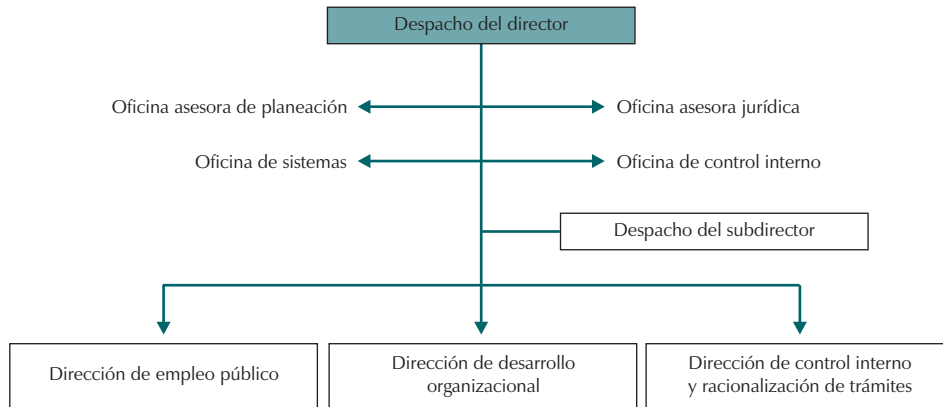 Despacho del director
Oficina asesora de planeación
Oficina asesora jurídica
Oficina de sistemas
Oficina de control interno
Despacho del subdirector
Dirección de empleo público
Dirección de desarrollo
organizacional
Dirección de control interno
y racionalización de trámites